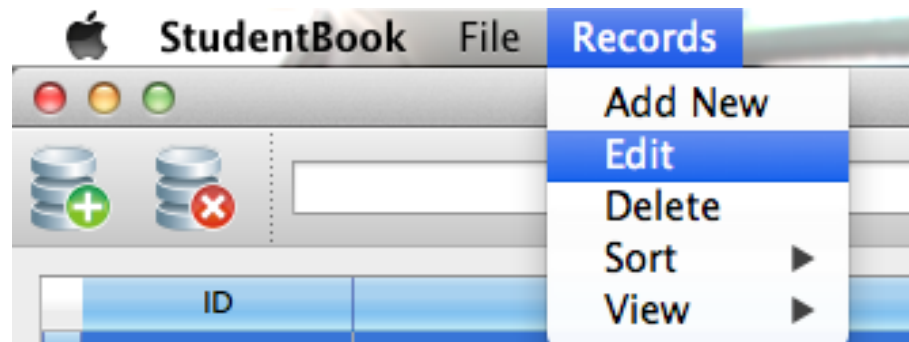 StudentBook File Records
Add New
Edit
Delete
Sort
View
ID